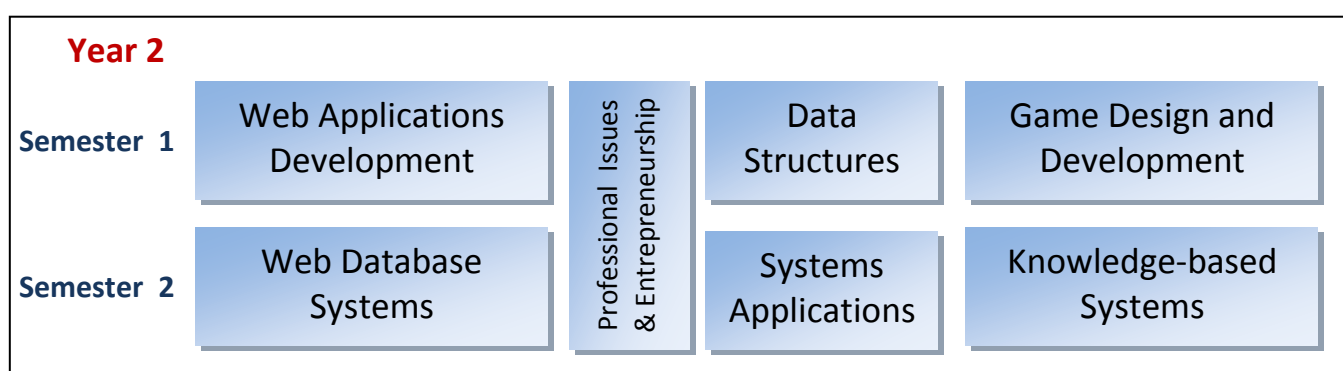 Year 2
Semester 1
Web Applications
Development
Professional Issues
& Entrepreneurship
Data
Structures
Game Design and
Development
Semester 2
Web Database
Systems
Systems
Applications
Knowledge-based
Systems